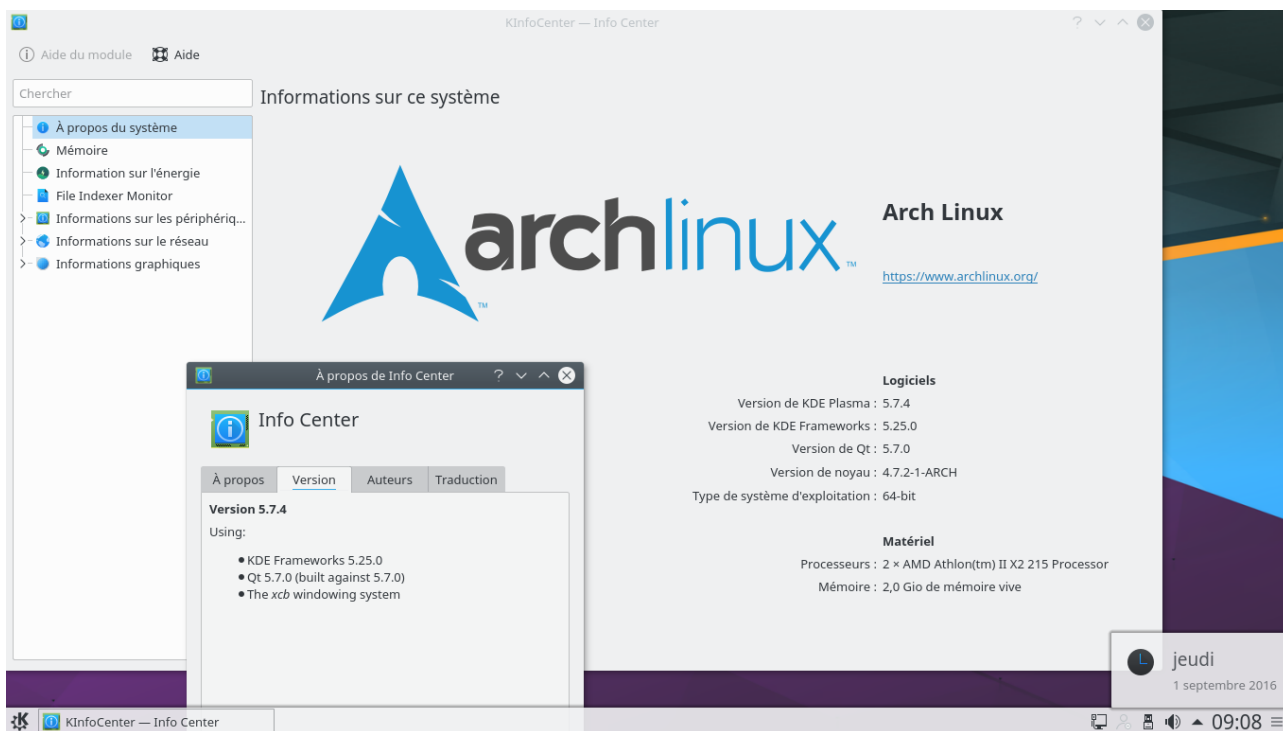 KInfoCenter — Info Center
Aide du module Aide
Chercher
Informations sur ce système
À propos du système
Mémoire
Information sur l'énergie
File Indexer Monitor
Informations sur les périphériq...
Informations sur le réseau
Informations graphiques
archlinux™
TM
Arch Linux
https://www.archlinux.org/
Logiciels
Version de KDE Plasma : 5.7.4
Version de KDE Frameworks : 5.25.0
Version de Qt : 5.7.0
Version de noyau : 4.7.2-1-ARCH
Type de système d'exploitation : 64-bit
Matériel
Processeurs : 2 × AMD Athlon(tm) II X2 215 Processor
Mémoire : 2,0 Gio de mémoire vive
À propos de Info Center
Info Center
À propos Version Auteurs Traduction
Version 5.7.4
Using:
KDE Frameworks 5.25.0
Qt 5.7.0 (built against 5.7.0)
The xcb windowing system
jeudi
1 septembre 2016
KInfoCenter — Info Center
09:08